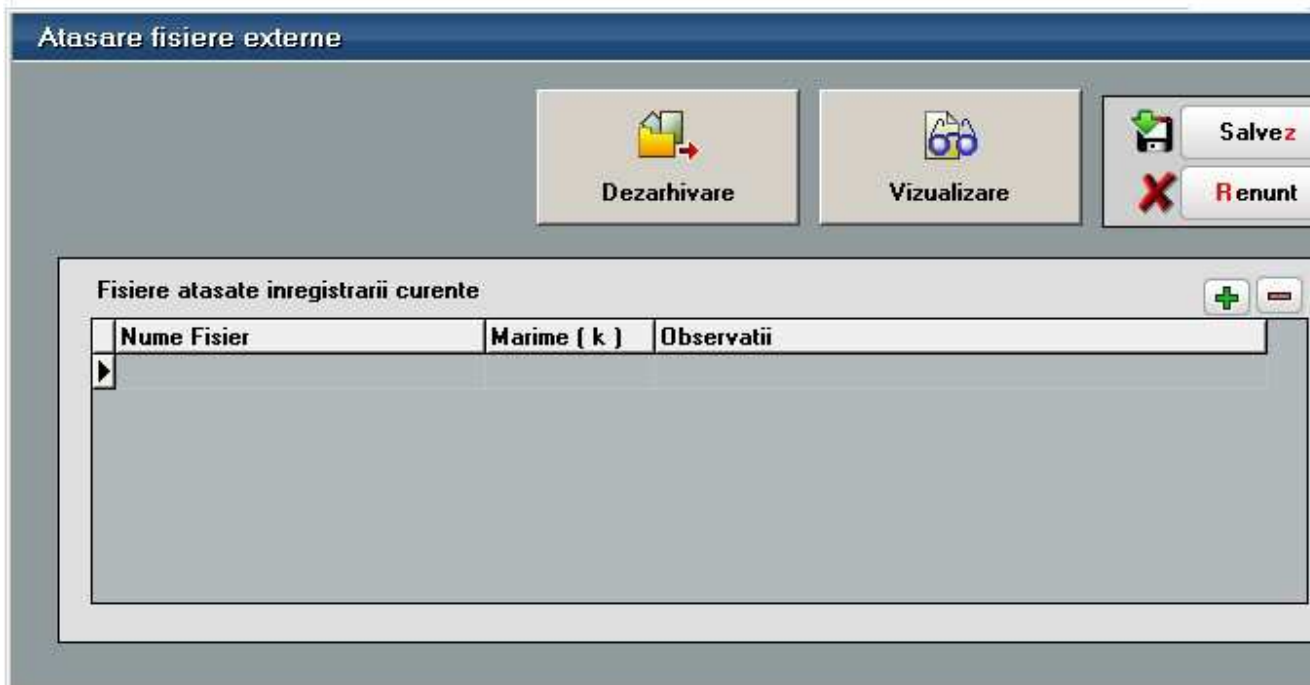 Atasare fisiere externe
Dezarhivare
Vizualizare
Salvez
Renunt
Fisiere atasate inregistrarii curente
Nume Fisier Marime ( k ) Observatii